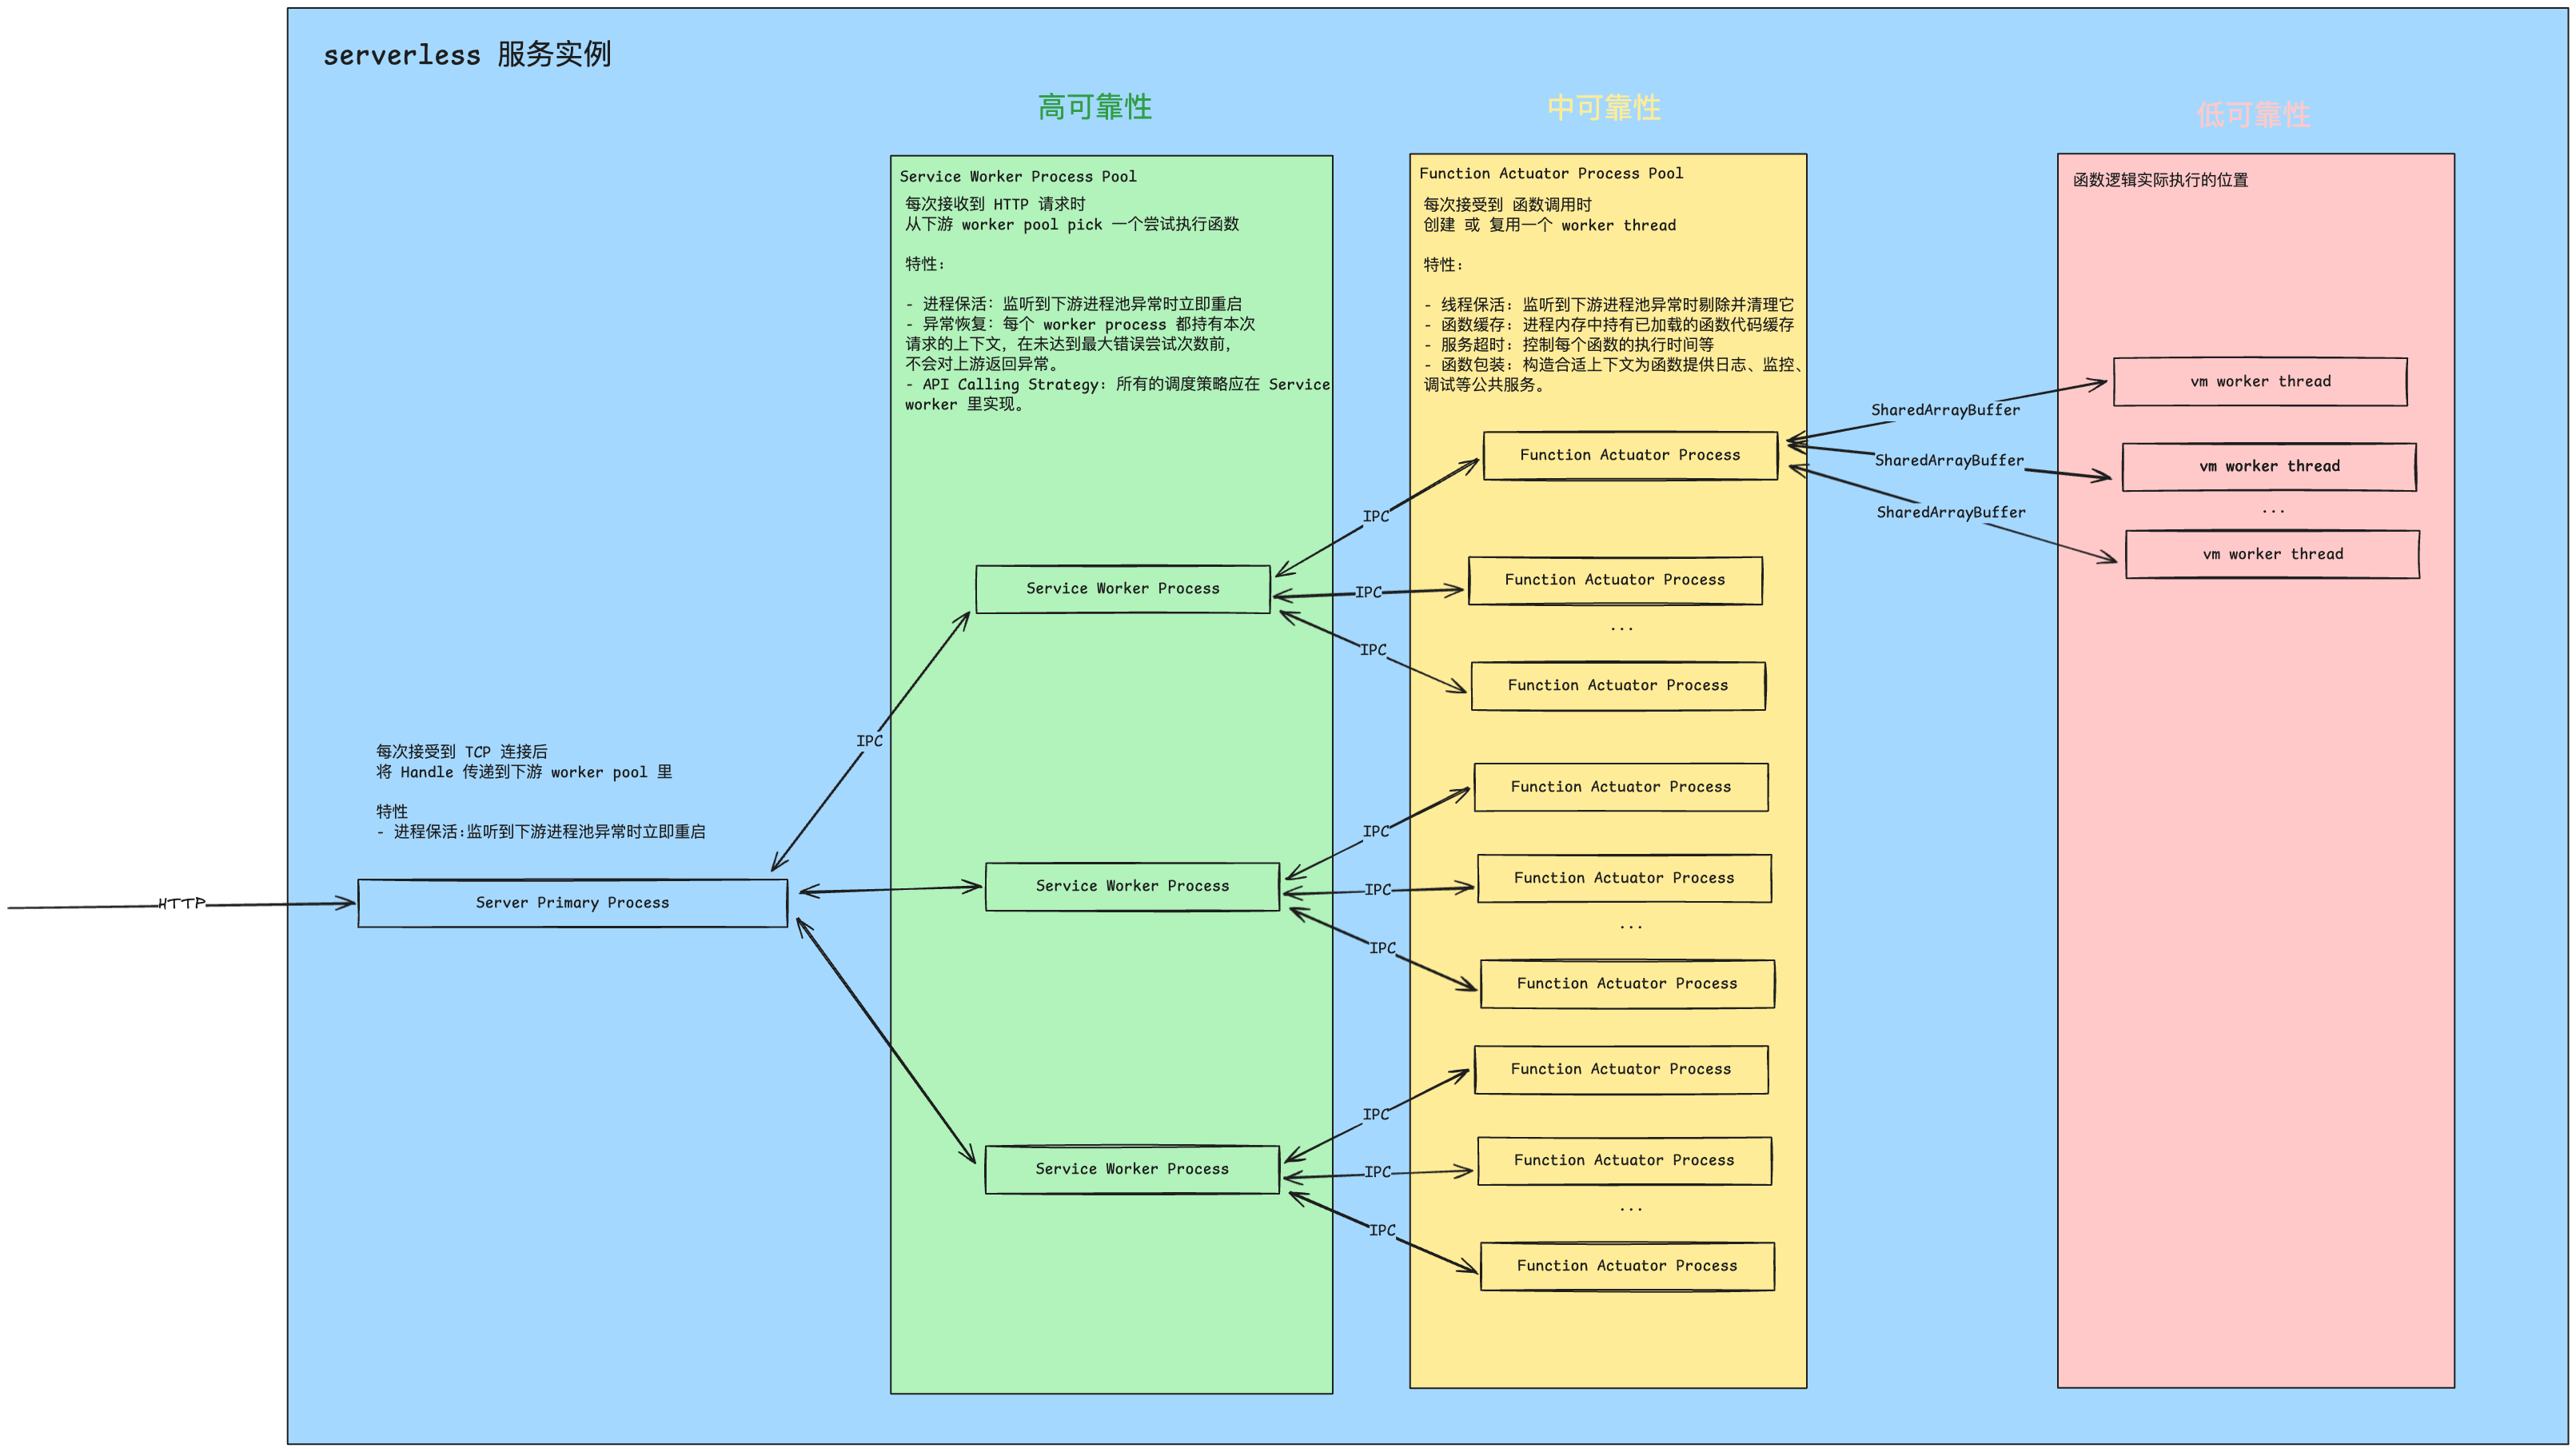 serverless 服务实例
高可靠性
中可靠性
低可靠性
Service Worker Process Pool
每次接收到 HTTP 请求时
从下游 worker pool pick 一个尝试执行函数
特性:
- 进程保活: 监听到下游进程池异常时立即重启
- 异常恢复: 每个 worker process 都持有本次
请求的上下文, 在未达到最大错误尝试次数前,
不会对上游返回异常。
- API Calling Strategy: 所有的调度策略应在 Service
worker 里实现。
Function Actuator Process Pool
每次接受到 函数调用时
创建 或 复用一个 worker thread
特性:
- 线程保活: 监听到下游进程池异常时剔除并清理它
- 函数缓存: 进程内存中持有已加载的函数代码缓存
- 服务超时: 控制每个函数的执行时间等
- 函数包装: 构造合适上下文为函数提供日志、监控、
调试等公共服务。
函数逻辑实际执行的位置
vm worker thread
SharedArrayBuffer
Function Actuator Process
SharedArrayBuffer
vm worker thread
...
SharedArrayBuffer
IPC
vm worker thread
Service Worker Process
IPC
Function Actuator Process
...
IPC
Function Actuator Process
IPC
每次接受到 TCP 连接后
将 Handle 传递到下游 worker pool 里
特性
- 进程保活:监听到下游进程池异常时立即重启
Function Actuator Process
IPC
HTTP
Server Primary Process
Service Worker Process
IPC
Function Actuator Process
...
IPC
Function Actuator Process
Function Actuator Process
IPC
Service Worker Process
IPC
Function Actuator Process
...
IPC
Function Actuator Process